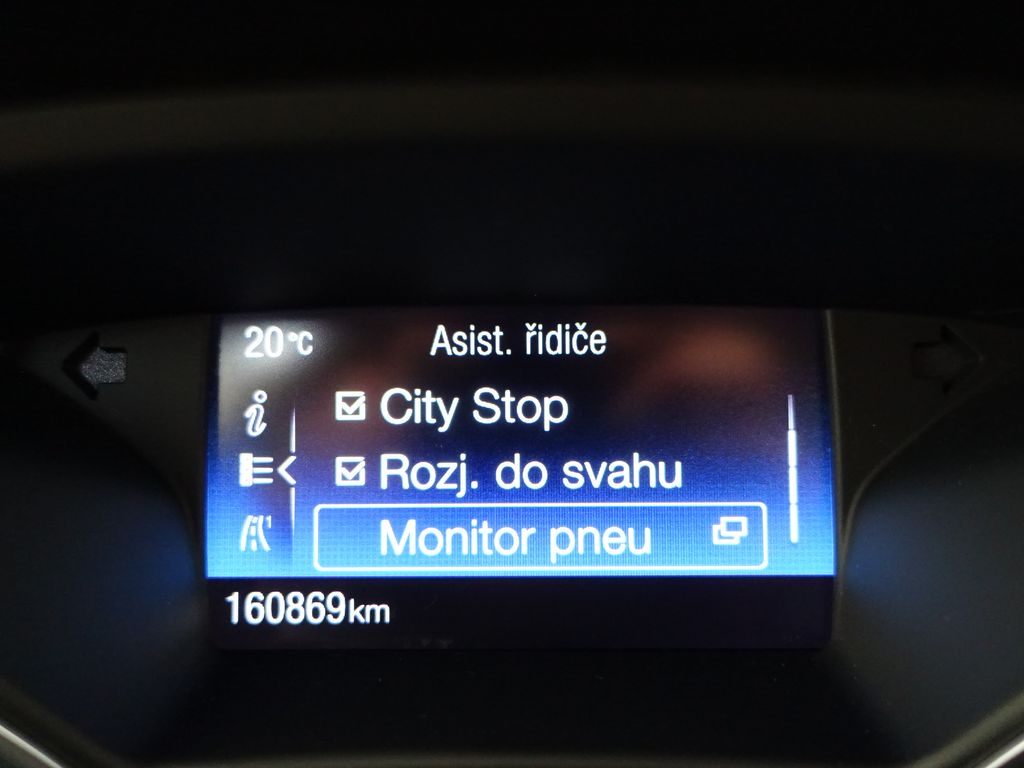 20°C Asist. řidiče
City Stop
Rozj. do svahu
Monitor pneu
160869km